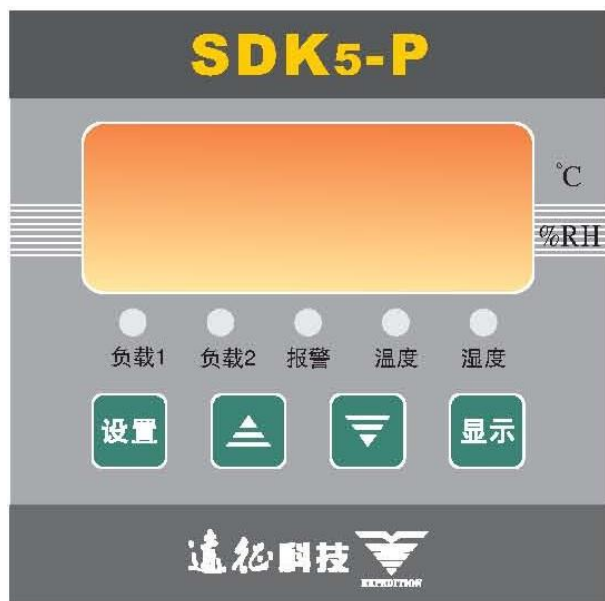 SDK5-P
℃
%RH
负载1 负载2 报警 温度 湿度
设置 显示
遠征科技
EXPEDITION